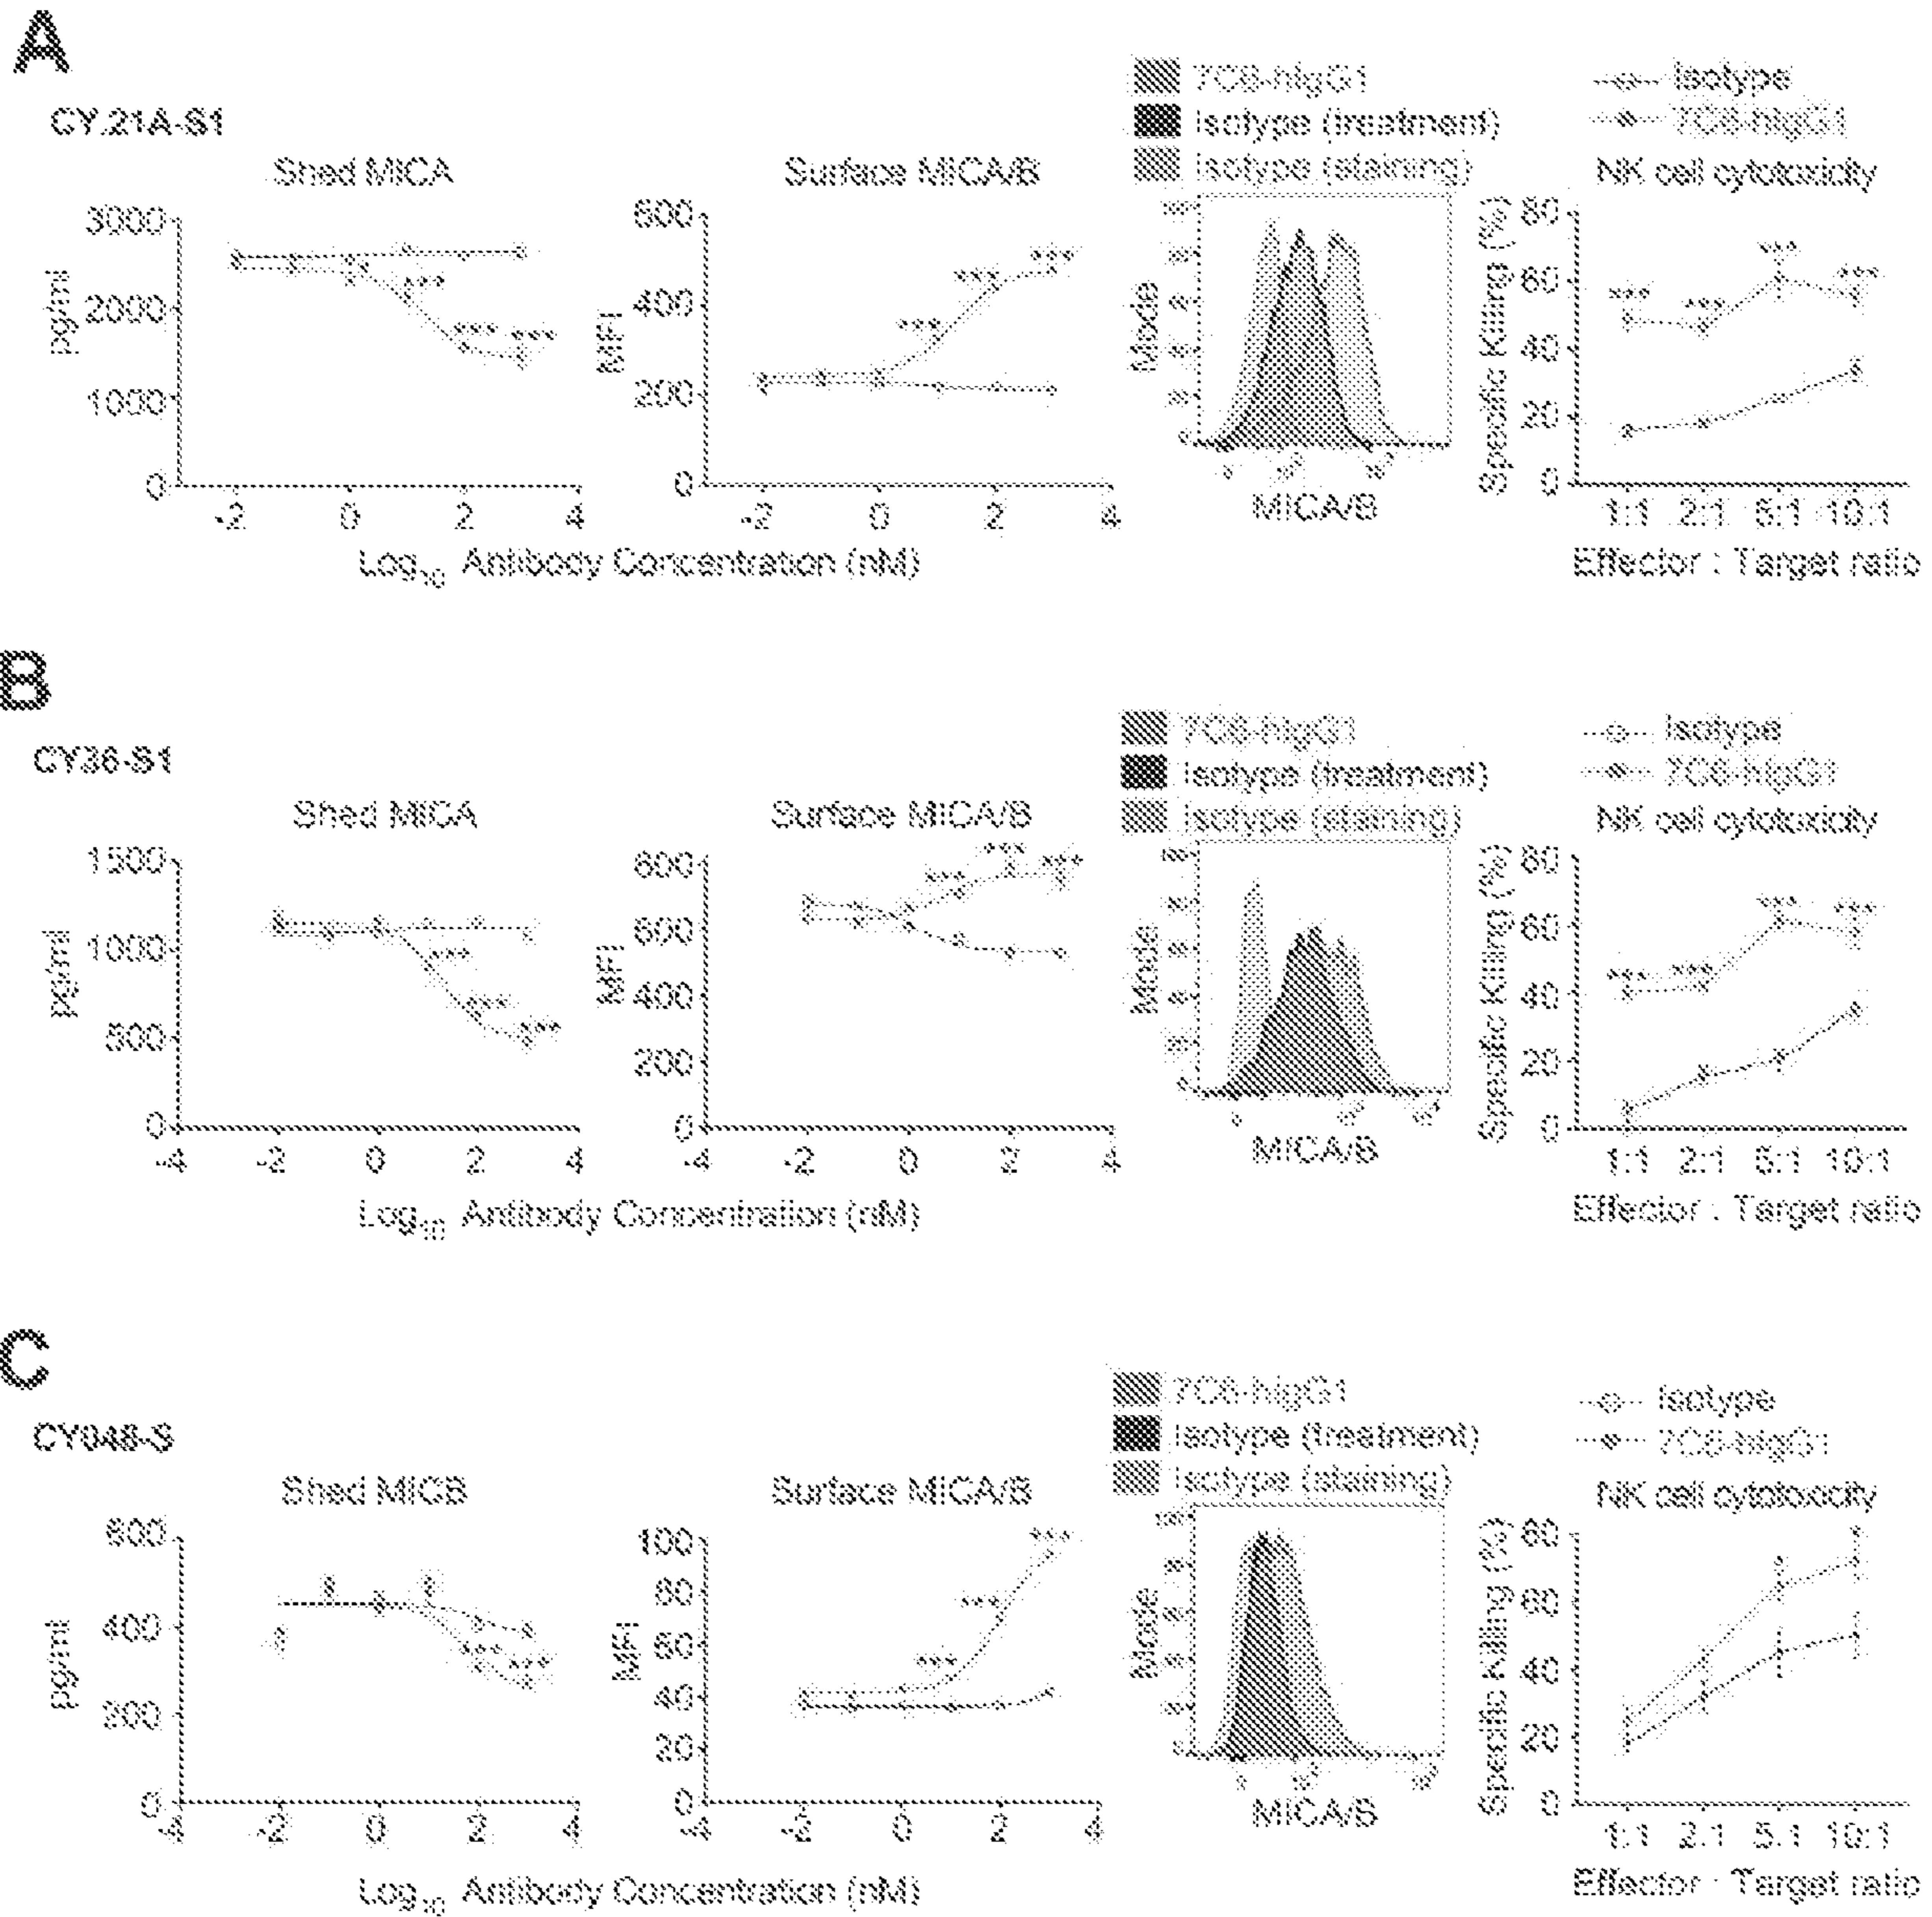 A
CY.21A-S1
7C6-hIgG1
Isotype (treatment)
Isotype (staining)
Isotype
7C6-hIgG1
Shed MICA
Surface MICA/B
NK cell cytotoxicity
pg/ml
3000
2000
1000
0
-2 0 2 4
MFI
600
400
200
0
-2 0 2 4
Log10 Antibody Concentration (nM)
***
Mode
MICA/B
Specific Killing (%)
80
60
40
20
0
1:1 2:1 5:1 10:1
Effector : Target ratio
B
CY36-S1
7C6-hIgG1
Isotype (treatment)
Isotype (staining)
Isotype
7C6-hIgG1
Shed MICA
Surface MICA/B
NK cell cytotoxicity
pg/ml
1500
1000
500
0
-4 -2 0 2 4
MFI
800
600
400
200
0
-4 -2 0 2 4
Log10 Antibody Concentration (nM)
***
Mode
MICA/B
Specific Killing (%)
80
60
40
20
0
1:1 2:1 5:1 10:1
Effector : Target ratio
C
CY048-S
7C6-hIgG1
Isotype (treatment)
Isotype (staining)
Isotype
7C6-hIgG1
Shed MICB
Surface MICA/B
NK cell cytotoxicity
pg/ml
600
400
200
0
-4 -2 0 2 4
MFI
100
80
60
40
20
0
-4 -2 0 2 4
Log10 Antibody Concentration (nM)
***
Mode
MICA/B
Specific Killing (%)
80
60
40
20
0
1:1 2:1 5:1 10:1
Effector : Target ratio